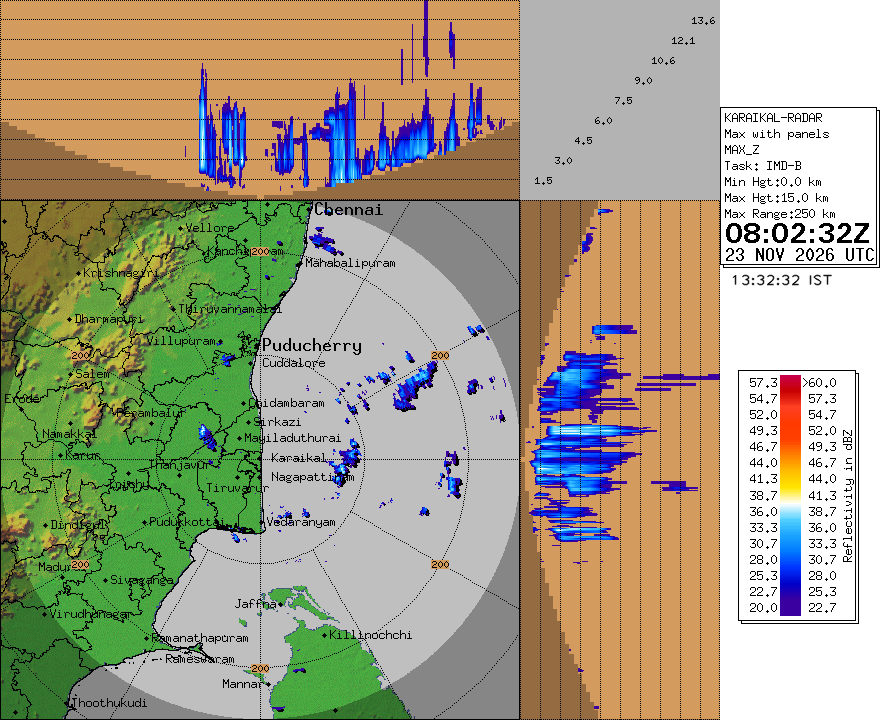 13.6
12.1
10.6
9.0
7.5
6.0
4.5
3.0
1.5
KARAIKAL-RADAR
Max with panels
MAX_Z
Task: IMD-B
Min Hgt:0.0 km
Max Hgt:15.0 km
Max Range:250 km
08:02:32Z
23 NOV 2026 UTC
13:32:32 IST
Chennai
Vellore
200
Mahabalipuram
Krishnagiri
Thiruvannamalai
Dharmapuri
Villupuram
Puducherry
200
200
Cuddalore
Salem
Erode
Chidambaram
Perambalur
Sirkazi
Namakkal
Mayiladuthurai
Karur
Karaikal
Thanjavur
Nagapattinam
Tiruvarur
Dindigul
Pudukkottai
Vedaranyam
200
200
Madurai
Sivaganga
Jaffna
Virudhunagar
Ramanathapuram
Killinochchi
Rameswaram
200
Mannar
Thoothukudi
57.3 >60.0
54.7 57.3
52.0 54.7
49.3 52.0
46.7 49.3
44.0 46.7
41.3 44.0
38.7 41.3
36.0 38.7
33.3 36.0
30.7 33.3
28.0 30.7
25.3 28.0
22.7 25.3
20.0 22.7
Reflectivity in dBZ